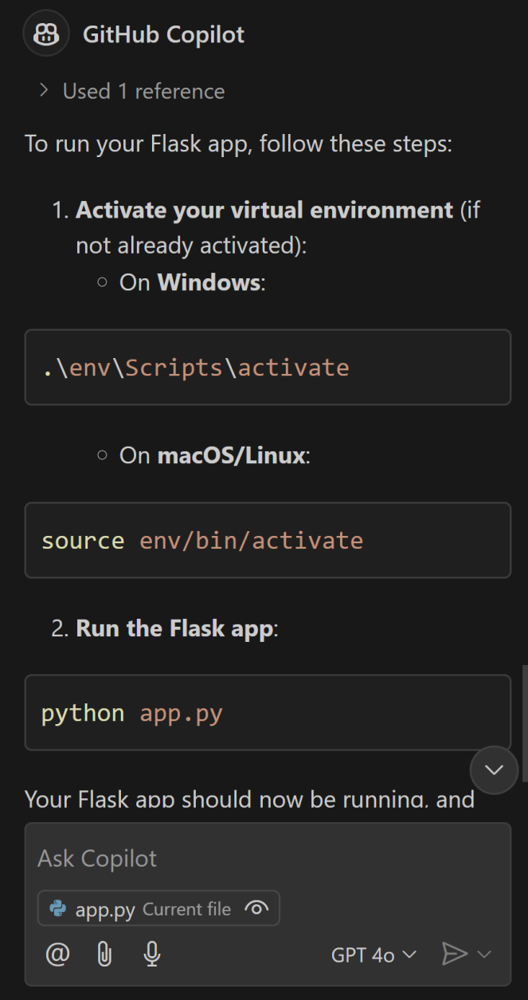 GitHub Copilot
Used 1 reference
To run your Flask app, follow these steps:
1. Activate your virtual environment (if
not already activated):
On Windows:
.\env\Scripts\activate
On macOS/Linux:
source env/bin/activate
2. Run the Flask app:
python app.py
Your Flask app should now be running, and
Ask Copilot
app.py Current file
@
GPT 4o